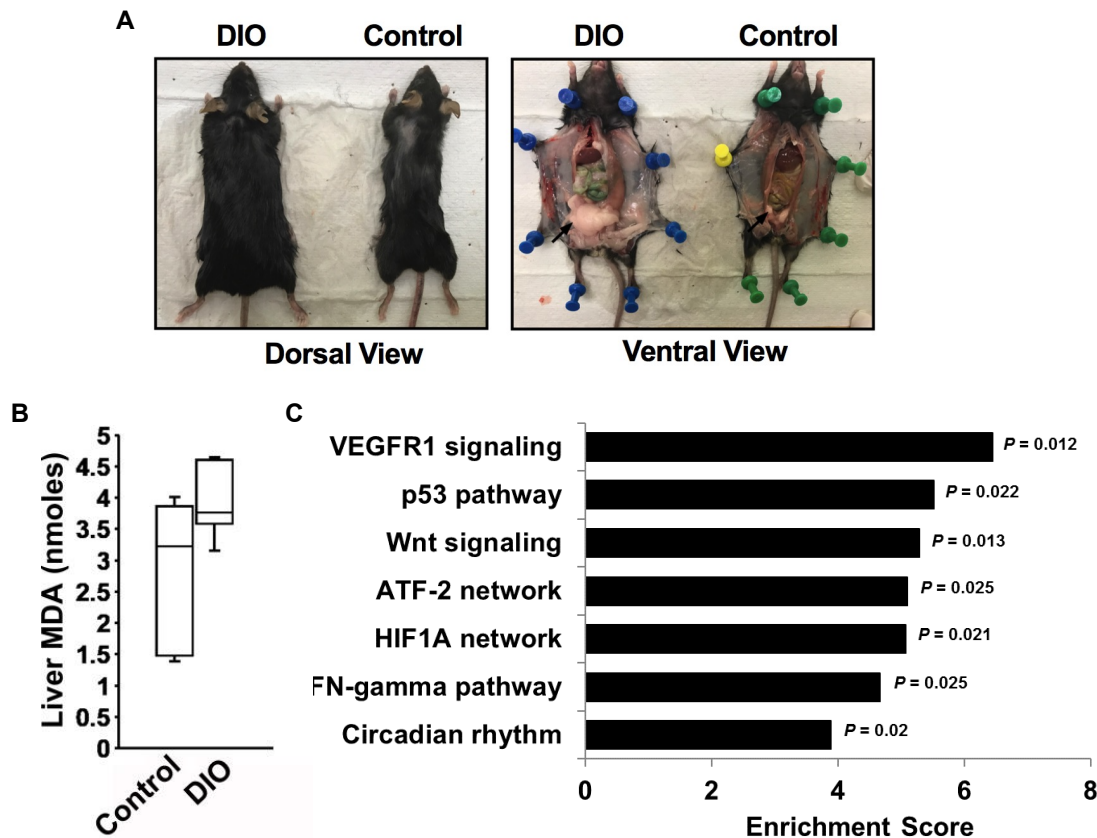 A
DIO Control DIO Control
Dorsal View Ventral View
B
Liver MDA (nmoles)
5
4.5
4
3.5
3
2.5
2
1.5
1
0.5
0
Control DIO
C
VEGFR1 signaling P = 0.012
p53 pathway P = 0.022
Wnt signaling P = 0.013
ATF-2 network P = 0.025
HIF1A network P = 0.021
FN-gamma pathway P = 0.025
Circadian rhythm P = 0.02
0 2 4 6 8
Enrichment Score